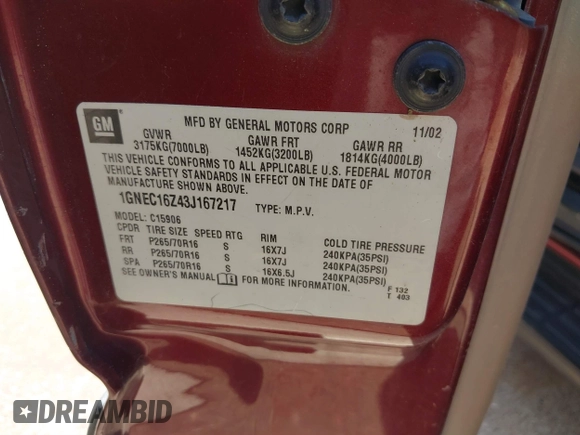 GM
MFD BY GENERAL MOTORS CORP 11/02
GVWR GAWR FRT GAWR RR
3175KG(7000LB) 1452KG(3200LB) 1814KG(4000LB)
THIS VEHICLE CONFORMS TO ALL APPLICABLE U.S. FEDERAL MOTOR
VEHICLE SAFETY STANDARDS IN EFFECT ON THE DATE OF
MANUFACTURE SHOWN ABOVE.
1GNEC16Z43J167217 TYPE: M.P.V.
MODEL: C15906
CPDR TIRE SIZE SPEED RTG RIM COLD TIRE PRESSURE
FRT P265/70R16 S 16X7J 240KPA(35PSI)
RR P265/70R16 S 16X7J 240KPA(35PSI)
SPA P265/70R16 S 16X6.5J 240KPA(35PSI)
SEE OWNER'S MANUAL FOR MORE INFORMATION. F 132
T 403
DREAMBID